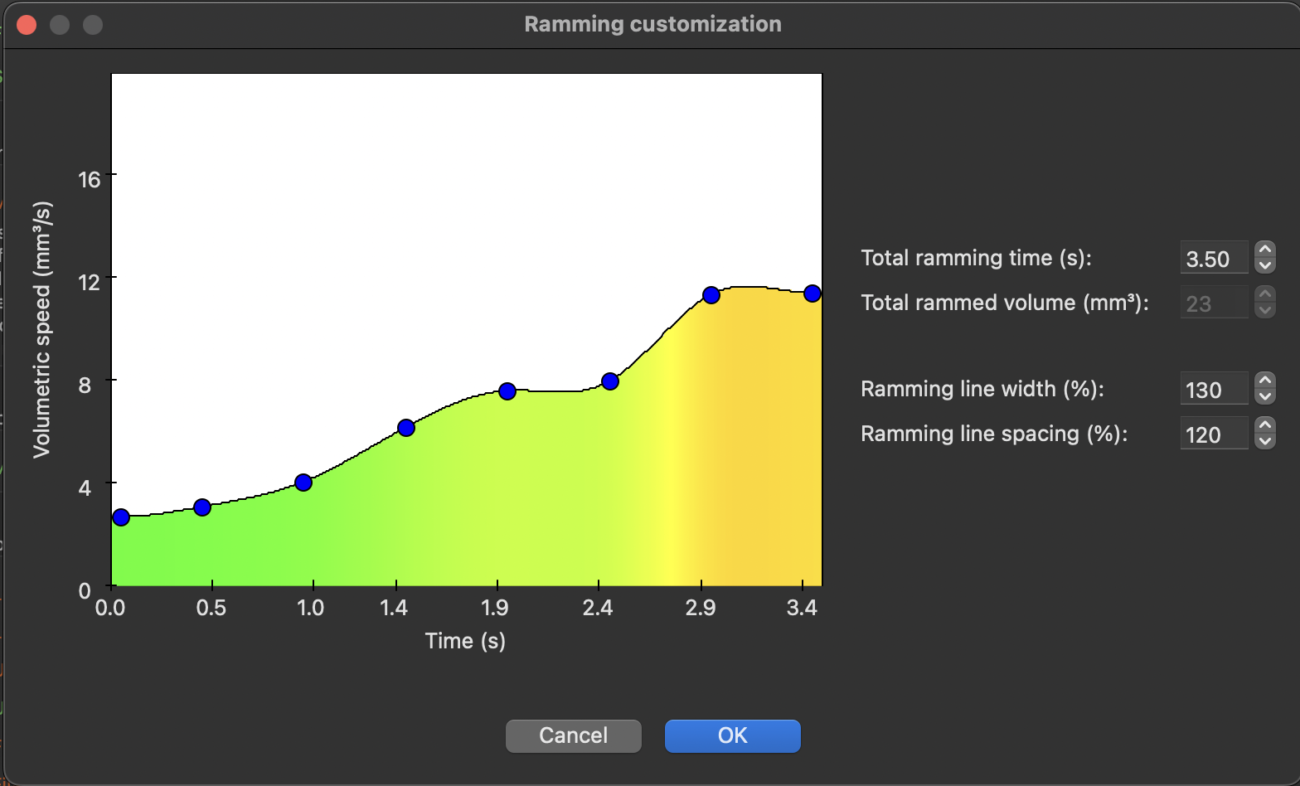 Ramming customization
Volumetric speed (mm³/s)
16
12
8
4
0
0.0 0.5 1.0 1.4 1.9 2.4 2.9 3.4
Time (s)
Total ramming time (s): 3.50
Total rammed volume (mm³): 23
Ramming line width (%): 130
Ramming line spacing (%): 120
Cancel OK